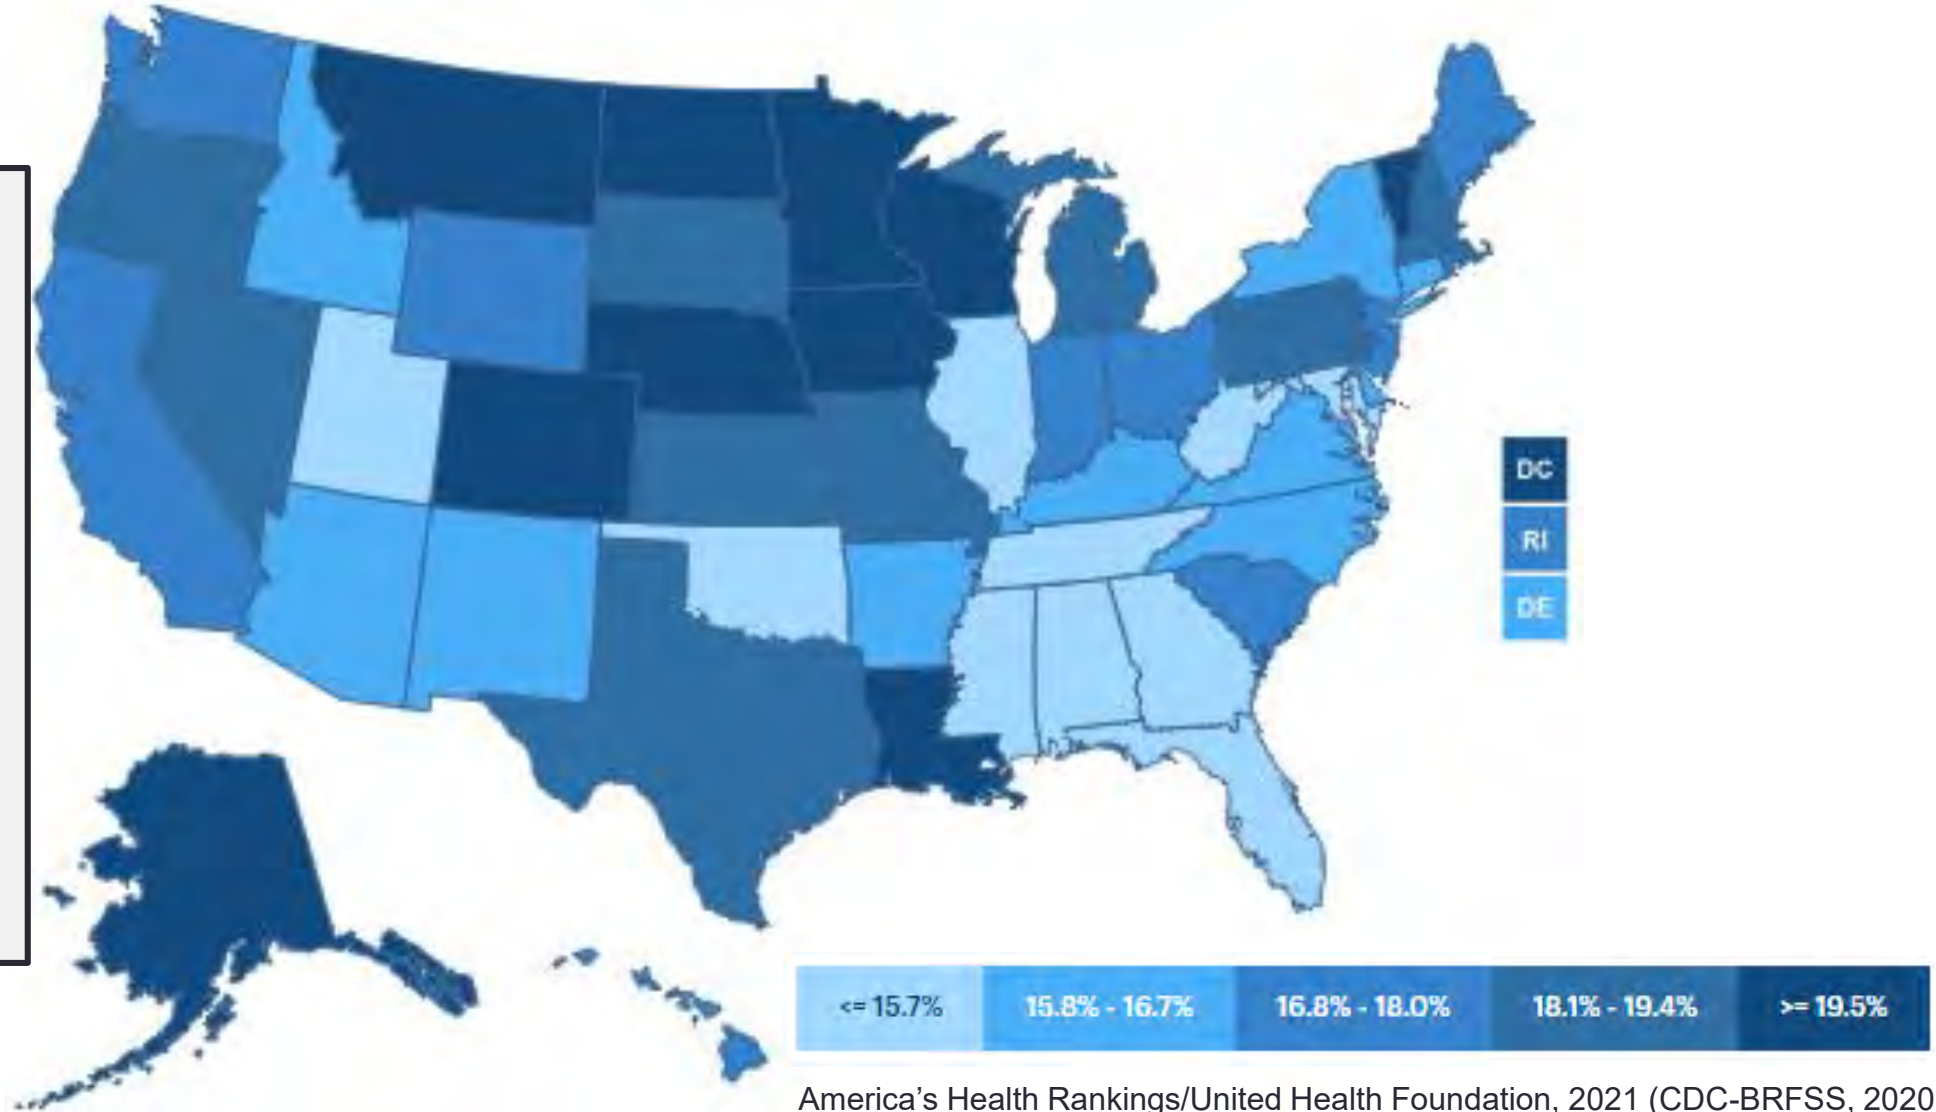 DC
RI
DE
<= 15.7%
15.8% - 16.7%
16.8% - 18.0%
18.1% - 19.4%
>= 19.5%
America's Health Rankings/United Health Foundation, 2021 (CDC-BRFSS, 2020